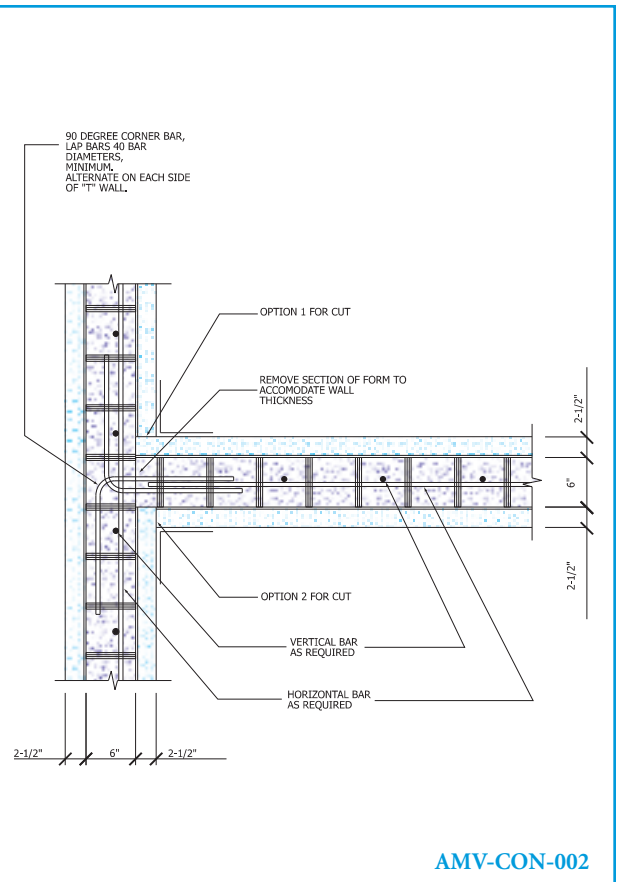 90 DEGREE CORNER BAR,
LAP BARS 40 BAR
DIAMETERS,
MINIMUM.
ALTERNATE ON EACH SIDE
OF "T" WALL.
OPTION 1 FOR CUT
REMOVE SECTION OF FORM TO
ACCOMODATE WALL
THICKNESS
2-1/2"
6"
2-1/2"
OPTION 2 FOR CUT
VERTICAL BAR
AS REQUIRED
HORIZONTAL BAR
AS REQUIRED
2-1/2"
6"
2-1/2"
AMV-CON-002